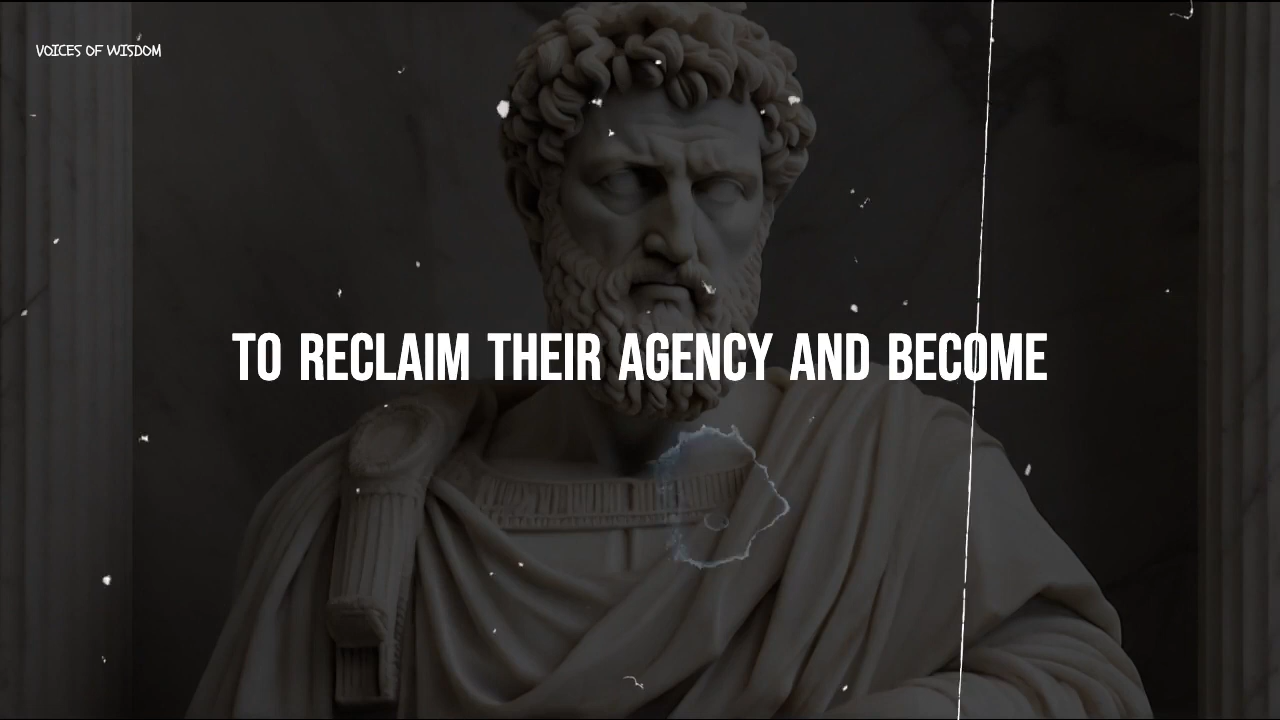 VOICES OF WISDOM
TO RECLAIM THEIR AGENCY AND BECOME